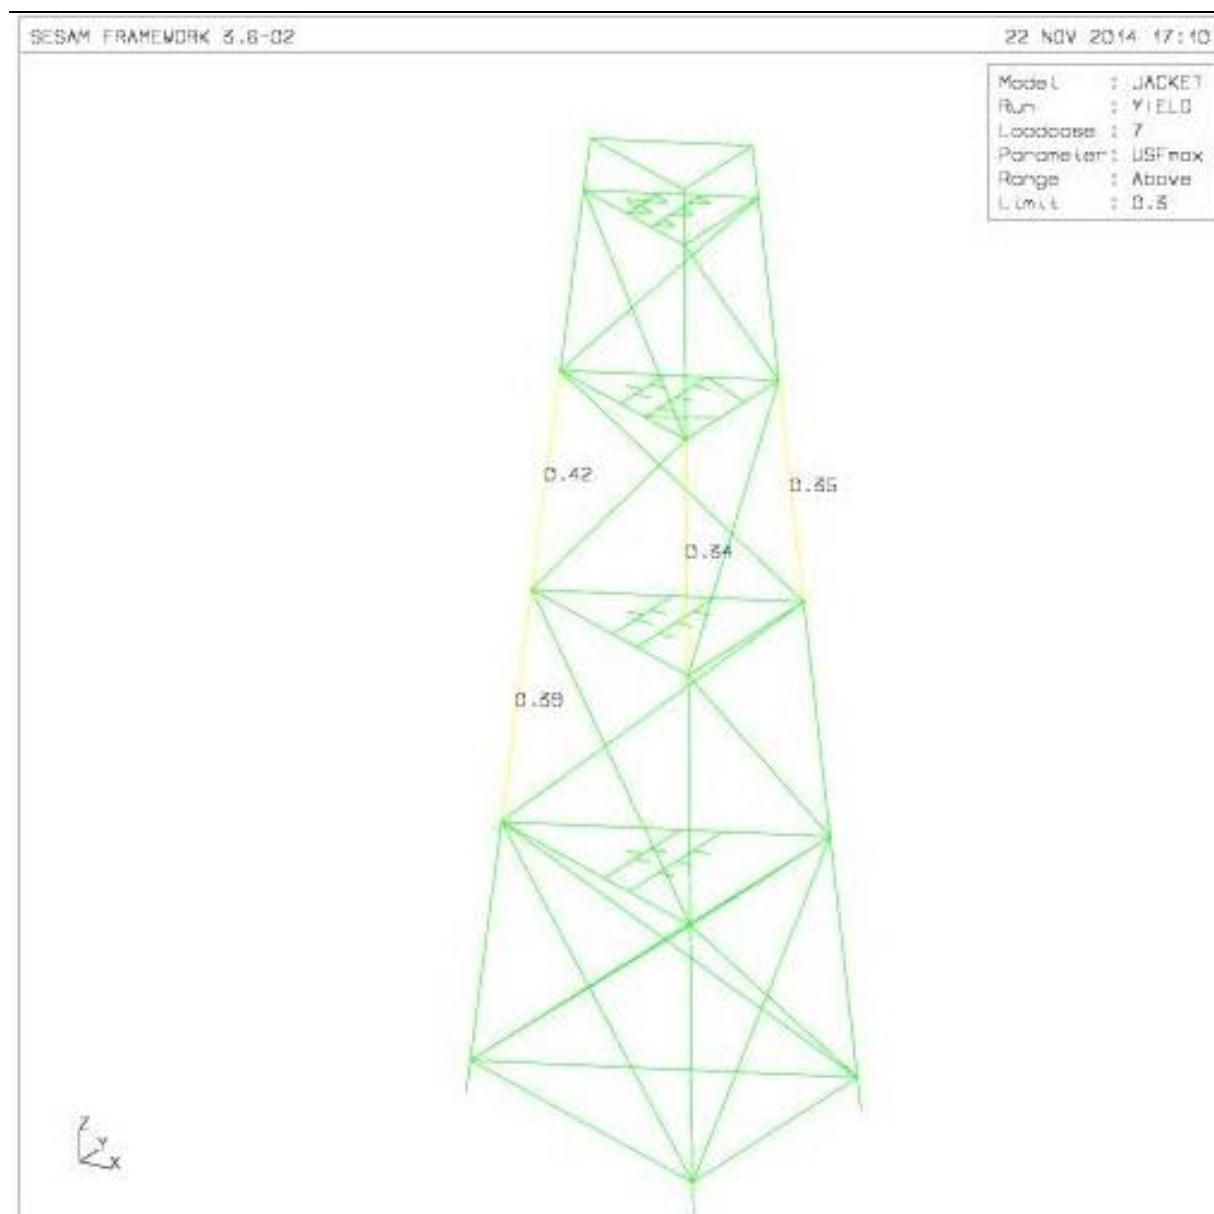 SESAM FRAMEWORK 3.6-02
22 NOV 2014 17:10
Model : JACKET
Run : YIELD
Loadcase : 7
Parameter: USFmax
Range : Above
Limit : 0.3
0.42
0.35
0.34
0.39
Z
Y
X